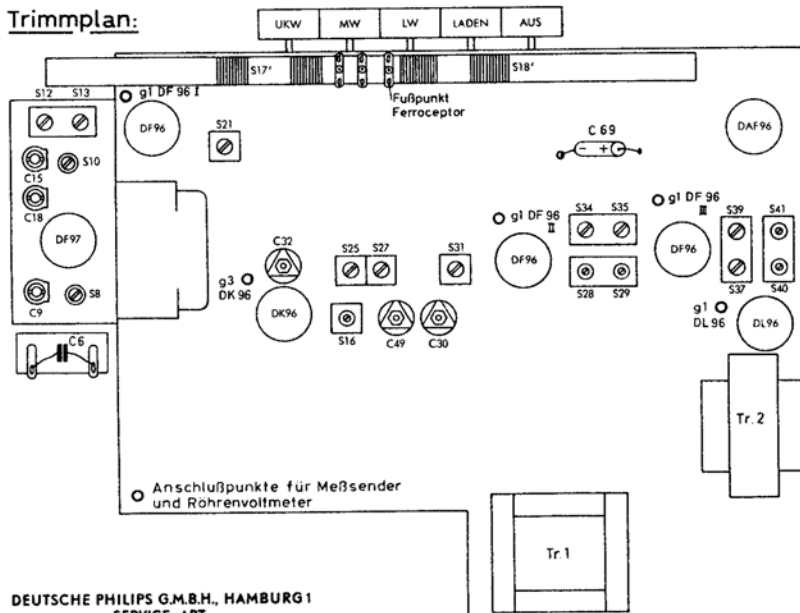 Trimmplan:
UKW MW LW LADEN AUS
S17' S18'
S12 S13
g1 DF 96 I
Fußpunkt
Ferroceptor
DF96
S21
C 69
- +
DAF96
C15
S10
C18
DF97
C9
S8
C6
C32
g3
DK 96
DK96
S25 S27
S31
S16
C49 C30
g1 DF 96
II
DF96
S34 S35
S28 S29
g1 DF 96
III
DF96
S39 S41
S37 S40
g1
DL 96
DL96
Tr.2
Anschlußpunkte für Meßsender
und Röhrenvoltmeter
Tr.1
DEUTSCHE PHILIPS G.M.B.H., HAMBURG 1